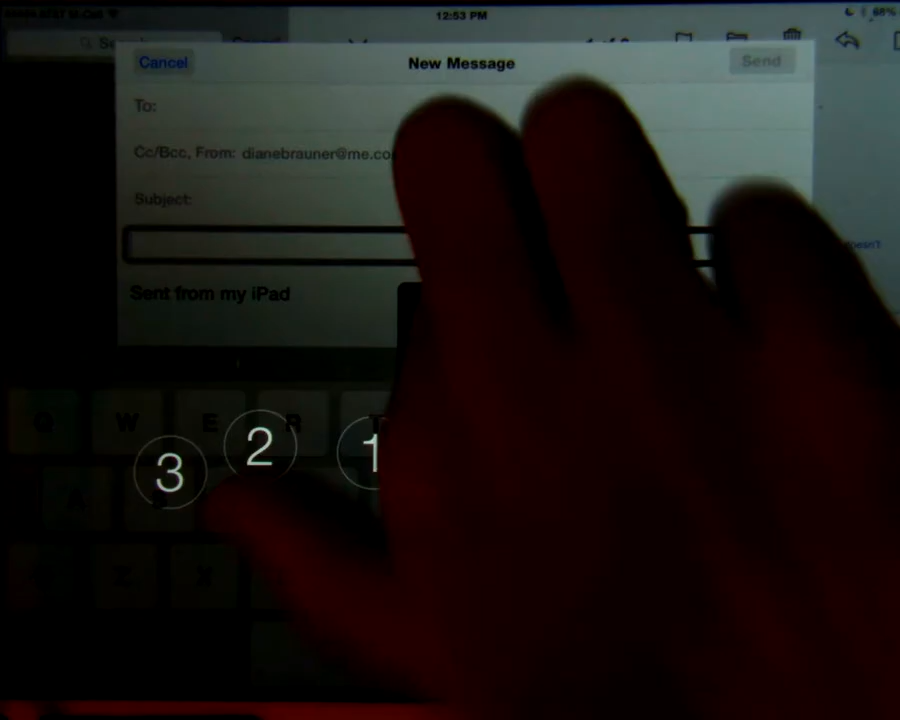 12:53 PM
68%
Cancel New Message Send
To:
Cc/Bcc, From: dianebrauner@me.co
Subject:
Sent from my iPad
Q W E R T
3 2 1